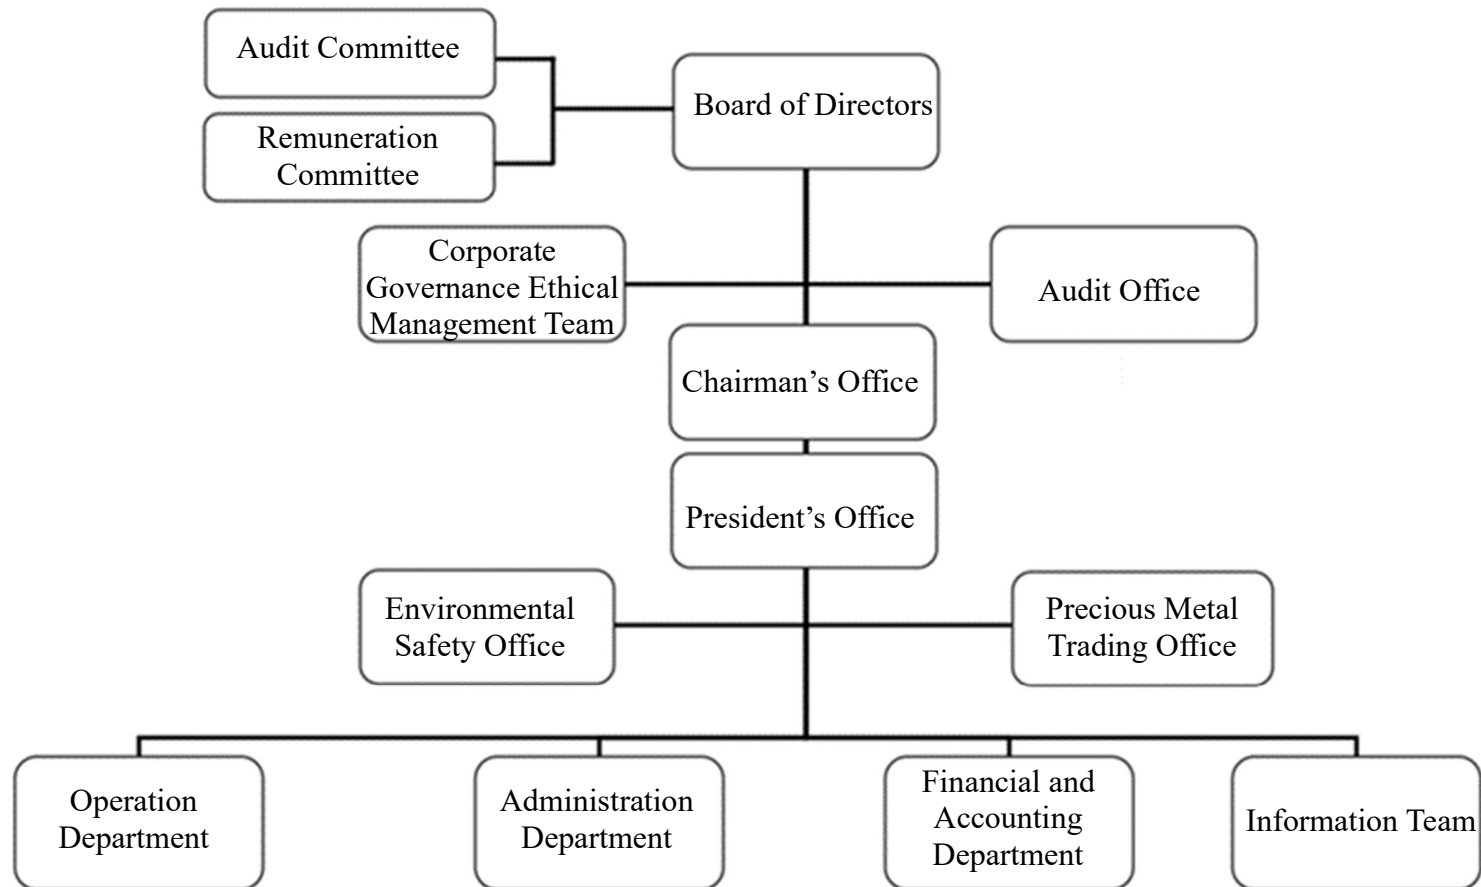 Audit Committee
Board of Directors
Remuneration
Committee
Corporate
Governance Ethical
Management Team
Audit Office
Chairman’s Office
President’s Office
Environmental
Safety Office
Precious Metal
Trading Office
Operation
Department
Administration
Department
Financial and
Accounting
Department
Information Team